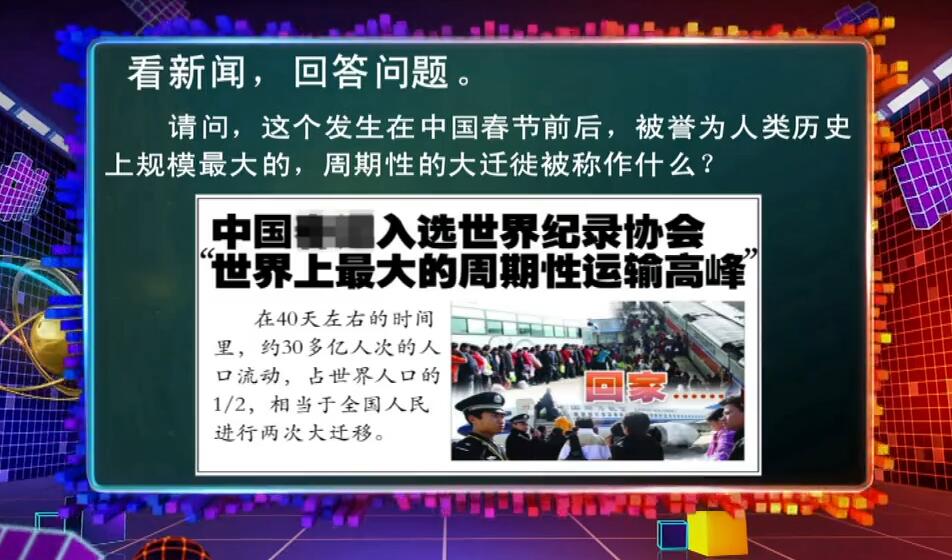 看新闻，回答问题。
请问，这个发生在中国春节前后，被誉为人类历史
上规模最大的，周期性的大迁徙被称作什么？
中国入选世界纪录协会
“世界上最大的周期性运输高峰”
在40天左右的时间
里，约30多亿人次的人
口流动，占世界人口的
1/2，相当于全国人民
进行两次大迁移。
回家……